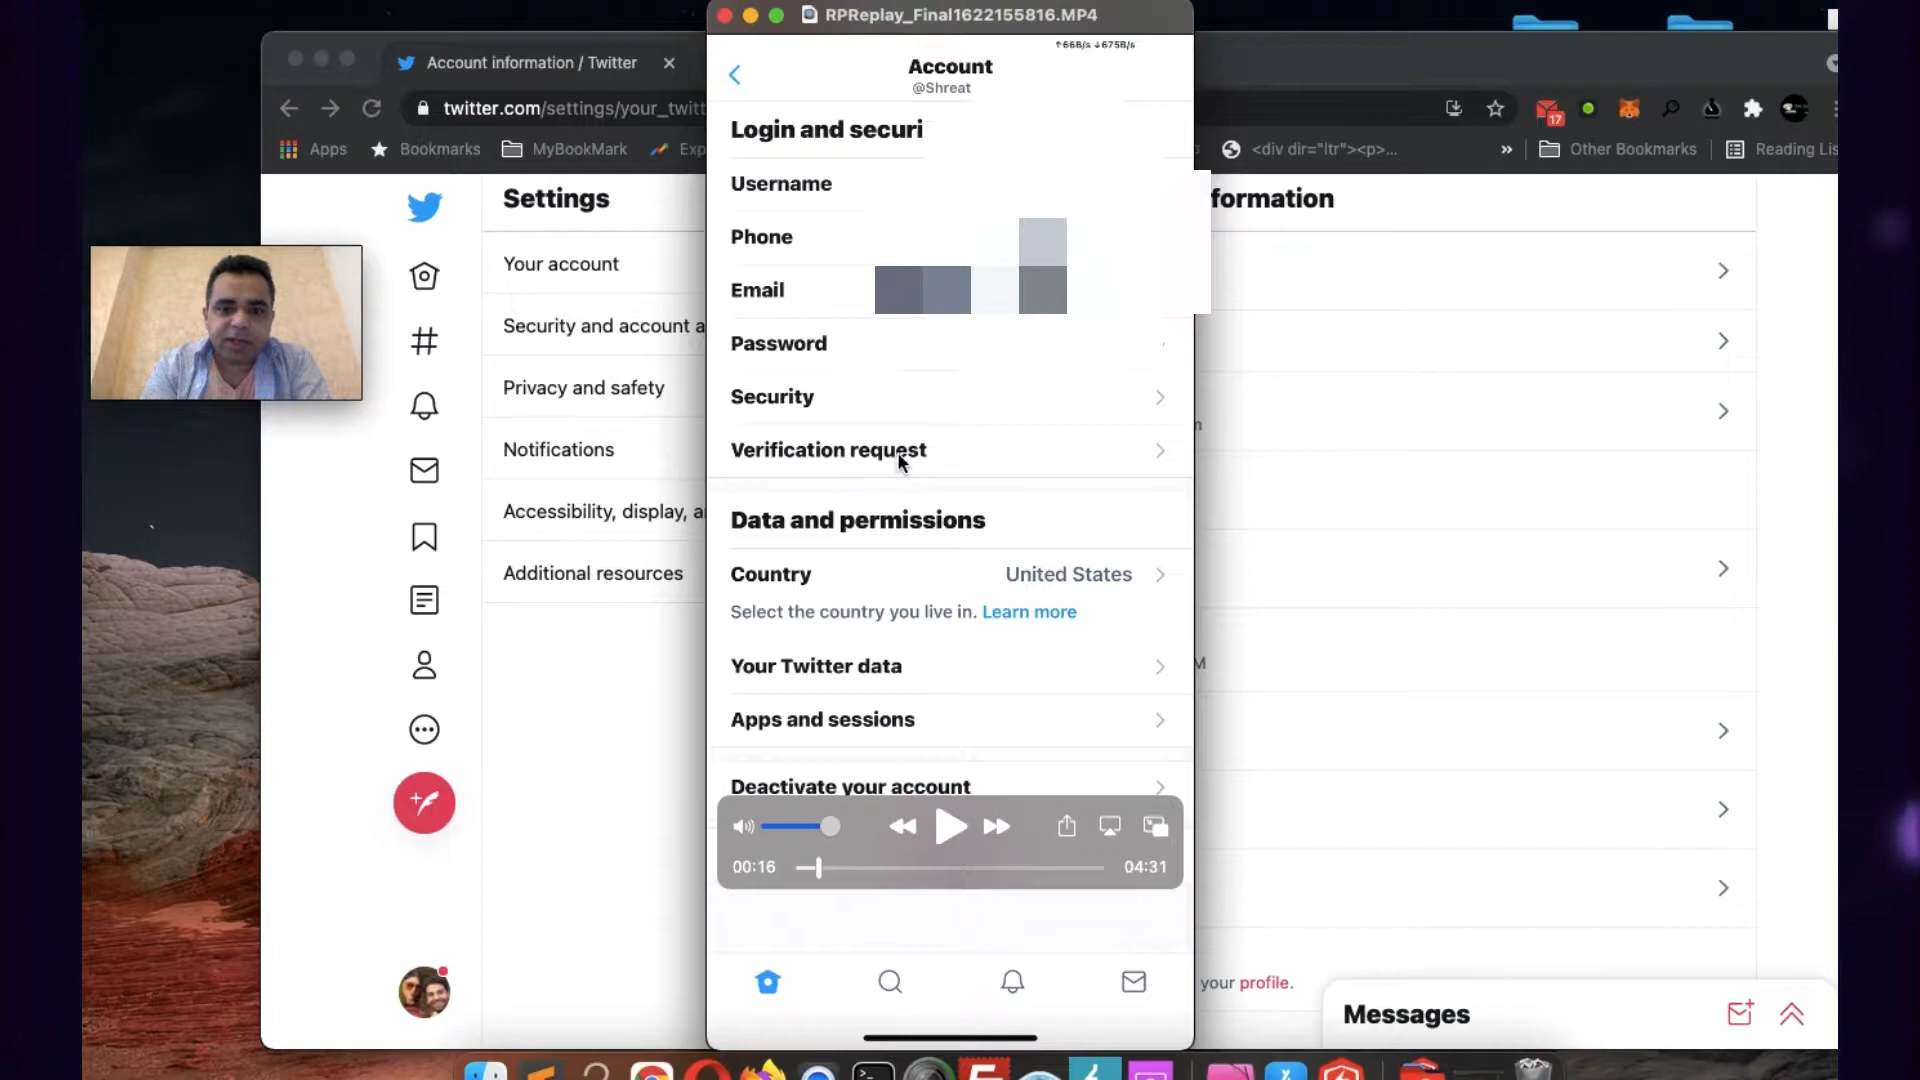 RPReplay_Final1622155816.MP4
Account information / Twitter
twitter.com/settings/your_twitt
17
Apps
Bookmarks
MyBookMark
Exp
<div dir="ltr"><p>...
»
Other Bookmarks
Reading Lis
↑66B/s ↓675B/s
Account
@Shreat
Settings
Your account
Security and account a
Privacy and safety
Notifications
Accessibility, display, a
Additional resources
Login and securi
Username
Phone
Email
Password
Security
Verification request
Data and permissions
Country
United States
Select the country you live in. Learn more
Your Twitter data
Apps and sessions
Deactivate your account
00:16
04:31
formation
n
M
your profile.
Messages